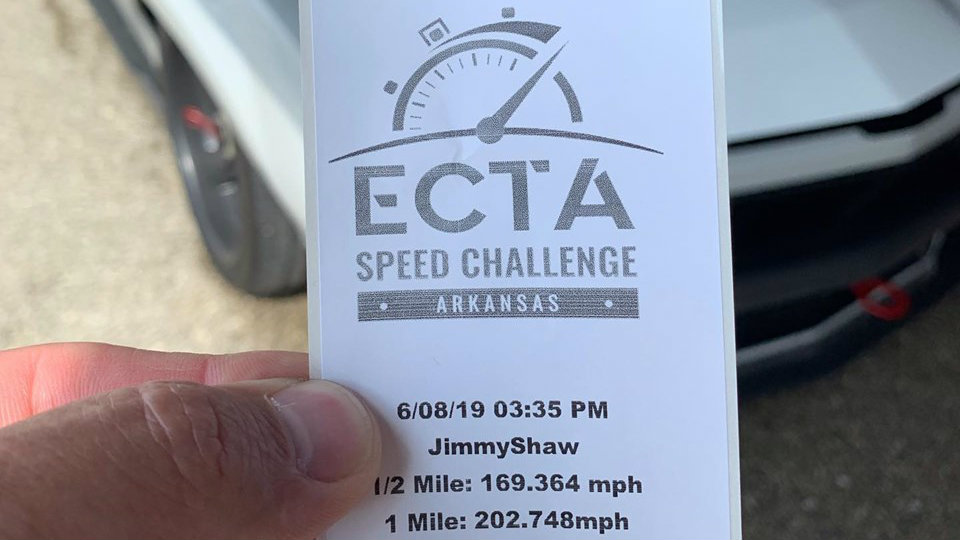 ECTA
SPEED CHALLENGE
ARKANSAS
6/08/19 03:35 PM
JimmyShaw
1/2 Mile: 169.364 mph
1 Mile: 202.748mph